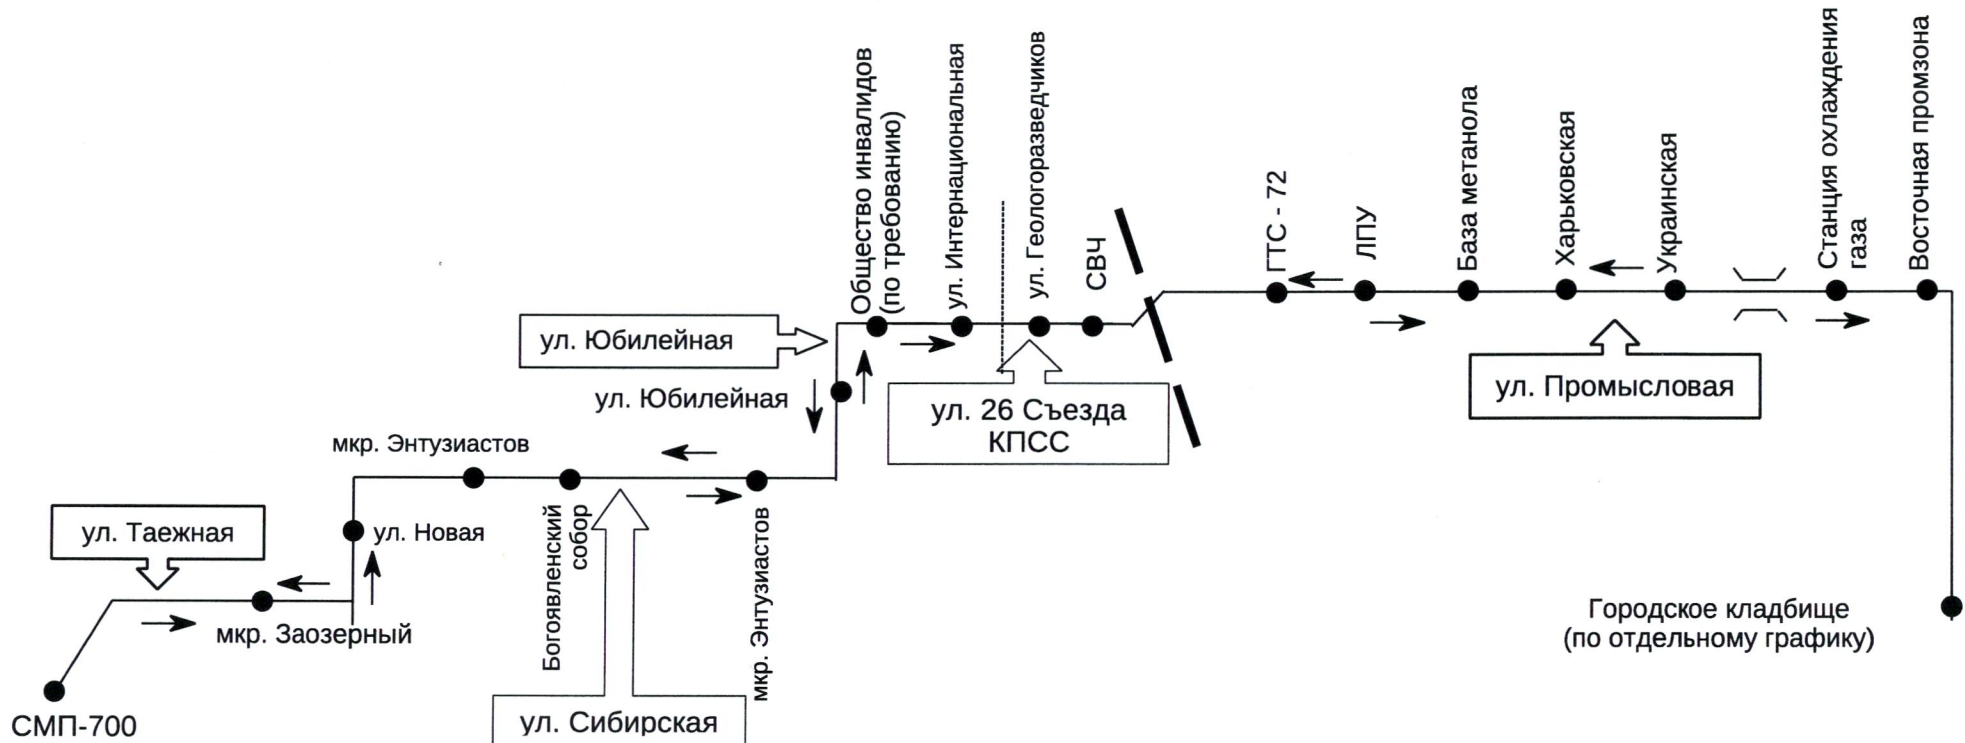 Общество инвалидов
(по требованию)
ул. Интернациональная
ул. Геологоразведчиков
СВЧ
ГТС - 72
ЛПУ
База метанола
Харьковская
Украинская
Станция охлаждения
газа
Восточная промзона
ул. Юбилейная
ул. Юбилейная
ул. 26 Съезда
КПСС
ул. Промысловая
мкр. Энтузиастов
ул. Таежная
ул. Новая
Богоявленский
собор
мкр. Энтузиастов
мкр. Заозерный
Городское кладбище
(по отдельному графику)
СМП-700
ул. Сибирская